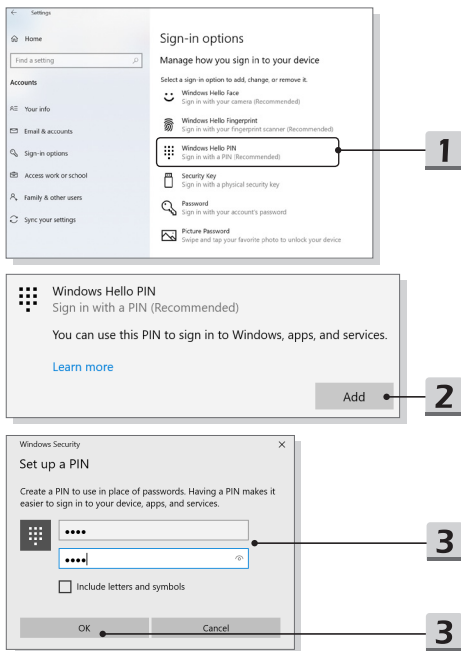 Settings
Home
Find a setting
Accounts
Your info
Email & accounts
Sign-in options
Access work or school
Family & other users
Sync your settings
Sign-in options
Manage how you sign in to your device
Select a sign-in option to add, change, or remove it.
Windows Hello Face
Sign in with your camera (Recommended)
Windows Hello Fingerprint
Sign in with your fingerprint scanner (Recommended)
Windows Hello PIN
Sign in with a PIN (Recommended)
Security Key
Sign in with a physical security key
Password
Sign in with your account's password
Picture Password
Swipe and tap your favorite photo to unlock your device
1
Windows Hello PIN
Sign in with a PIN (Recommended)
You can use this PIN to sign in to Windows, apps, and services.
Learn more
Add
2
Windows Security
Set up a PIN
Create a PIN to use in place of passwords. Having a PIN makes it
easier to sign in to your device, apps, and services.
3
Include letters and symbols
OK
Cancel
3